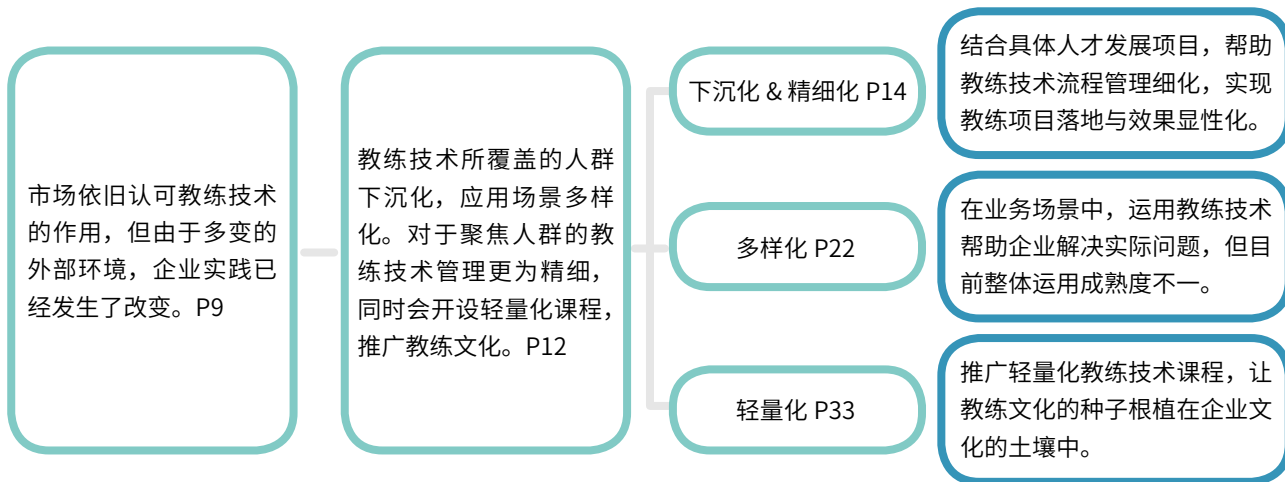 市场依旧认可教练技术
的作用，但由于多变的
外部环境，企业实践已
经发生了改变。P9
教练技术所覆盖的人群
下沉化，应用场景多样
化。对于聚焦人群的教
练技术管理更为精细，
同时会开设轻量化课程，
推广教练文化。P12
下沉化 & 精细化 P14
结合具体人才发展项目，帮助
教练技术流程管理细化，实现
教练项目落地与效果显性化。
多样化 P22
在业务场景中，运用教练技术
帮助企业解决实际问题，但目
前整体运用成熟度不一。
轻量化 P33
推广轻量化教练技术课程，让
教练文化的种子根植在企业文
化的土壤中。